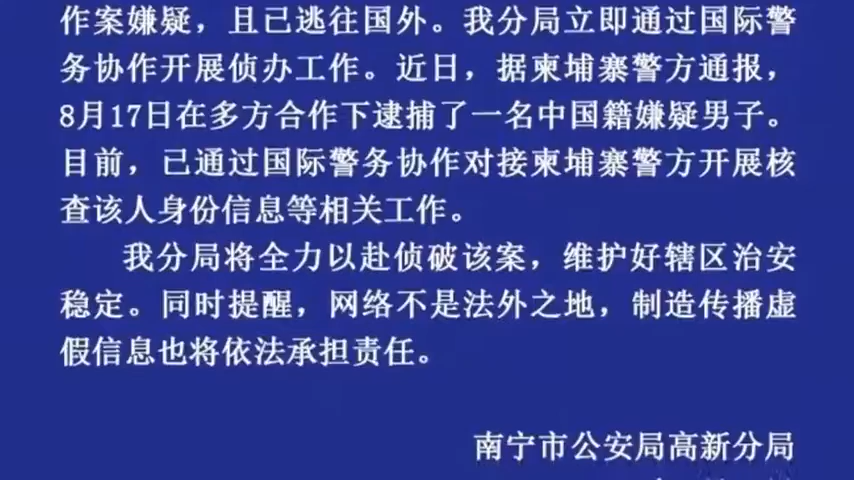 作案嫌疑，且已逃往国外。我分局立即通过国际警
务协作开展侦办工作。近日，据柬埔寨警方通报，
8月17日在多方合作下逮捕了一名中国籍嫌疑男子。
目前，已通过国际警务协作对接柬埔寨警方开展核
查该人身份信息等相关工作。
我分局将全力以赴侦破该案，维护好辖区治安
稳定。同时提醒，网络不是法外之地，制造传播虚
假信息也将依法承担责任。
南宁市公安局高新分局